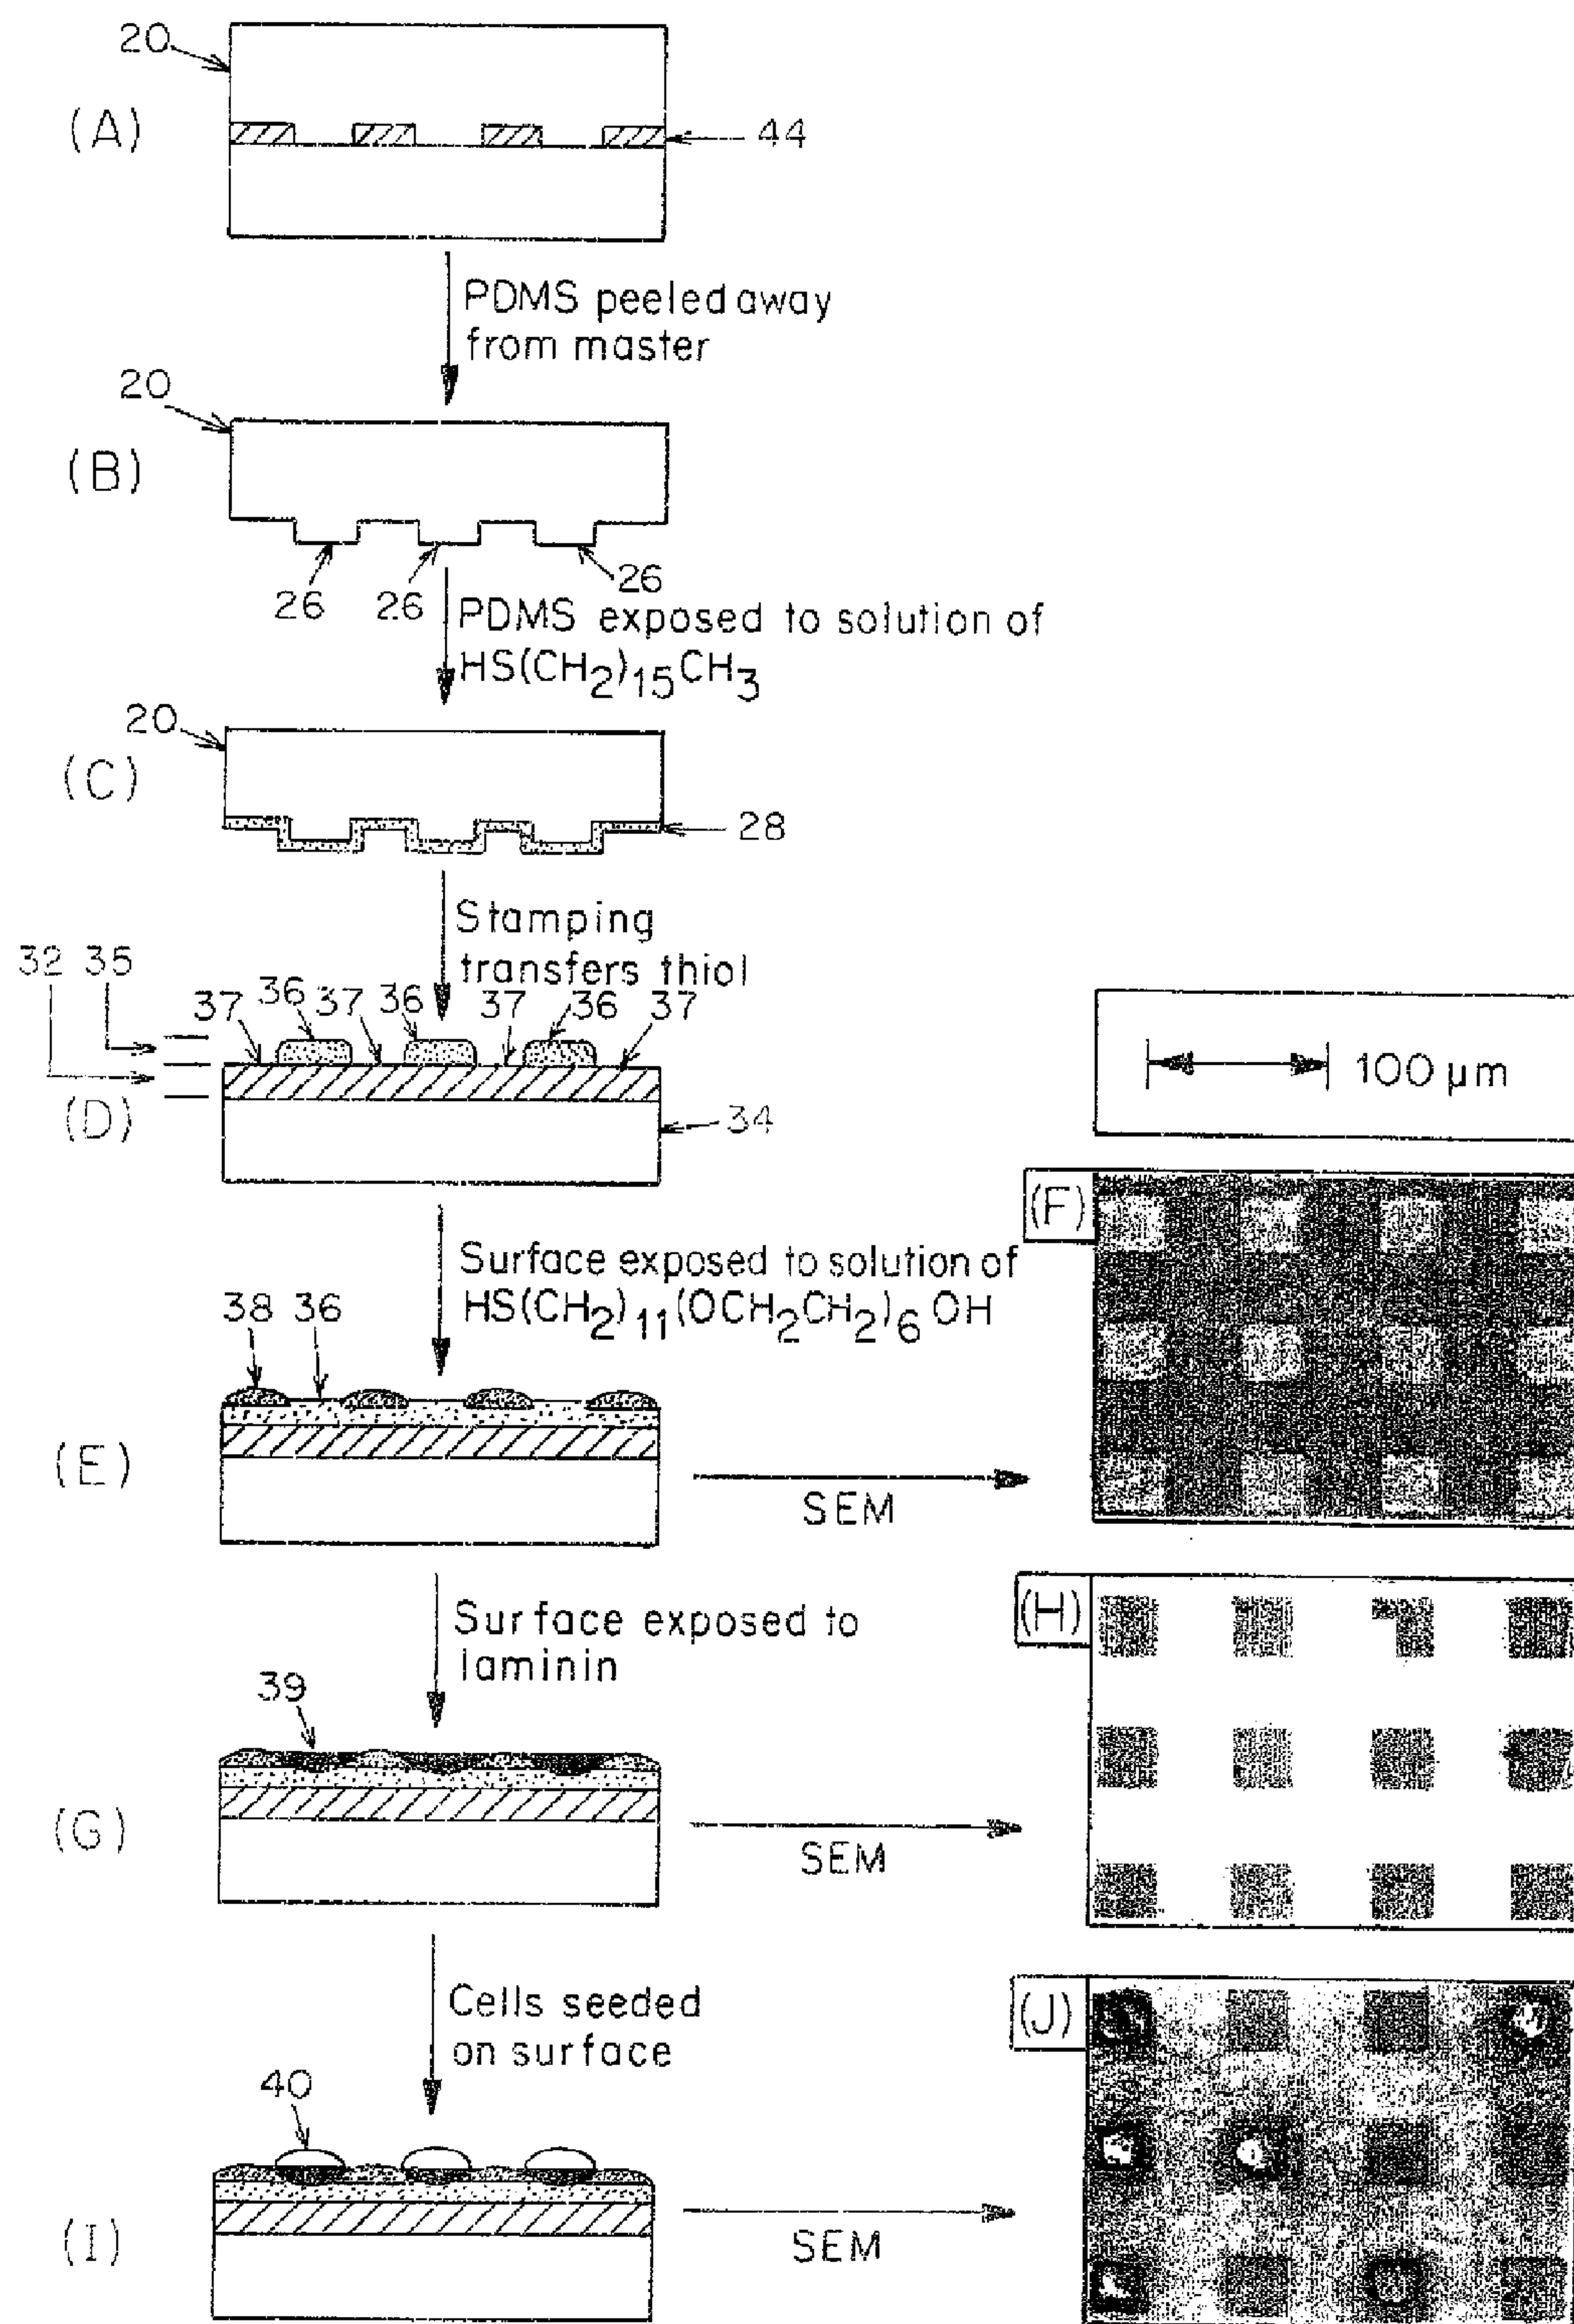 20
(A)
44
PDMS peeled away
from master
20
(B)
26 26 26
PDMS exposed to solution of
HS(CH2)15CH3
20
(C)
28
Stamping
transfers thiol
32 35
37 36 37 36 37 36 37
(D)
34
100 μm
(F)
Surface exposed to solution of
HS(CH2)11(OCH2CH2)6 OH
38 36
(E)
SEM
(H)
Surface exposed to
laminin
39
(G)
SEM
(J)
Cells seeded
on surface
40
(I)
SEM